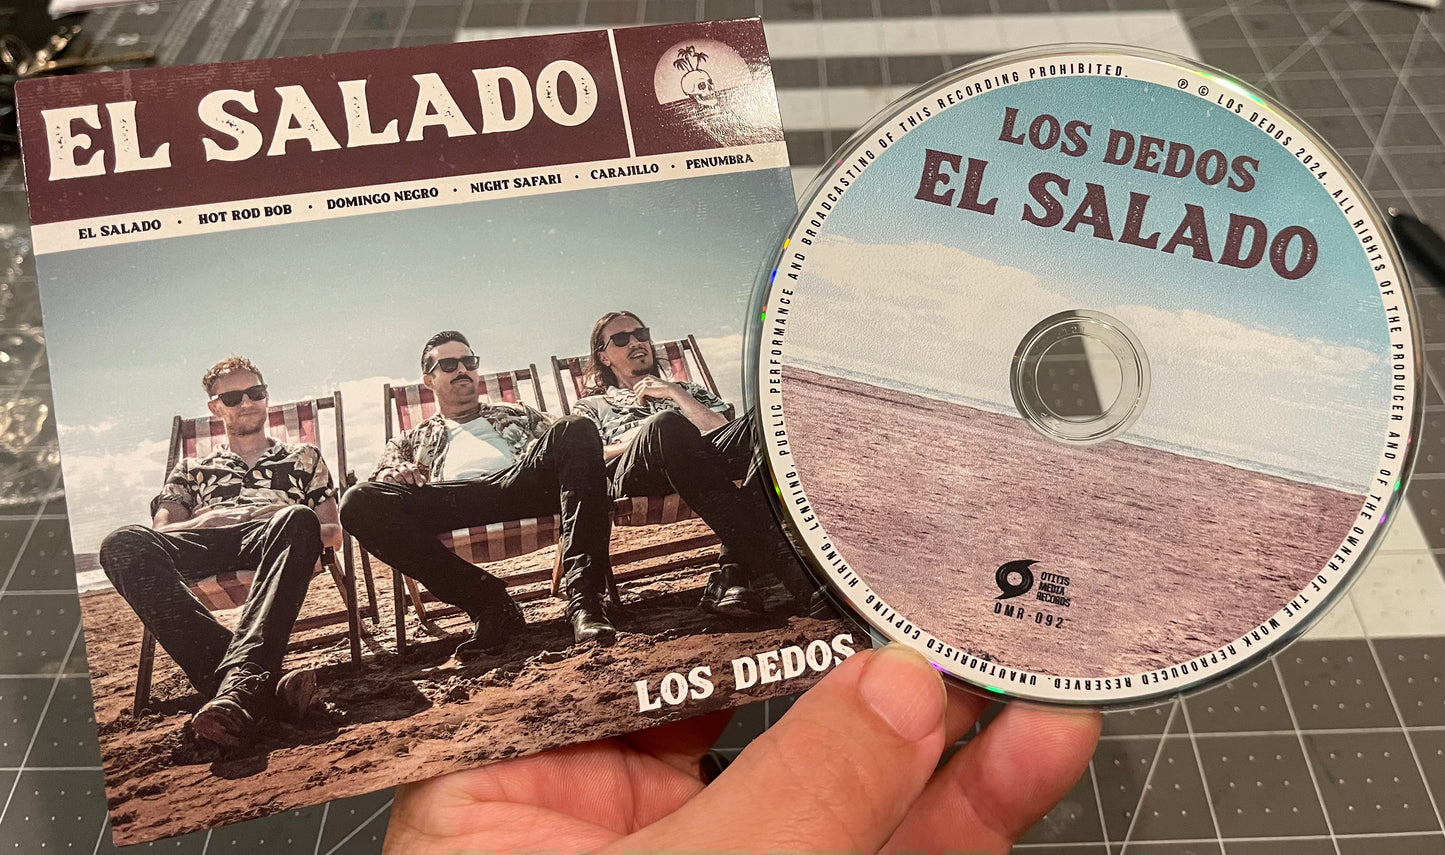 EL SALADO
EL SALADO · HOT ROD BOB · DOMINGO NEGRO · NIGHT SAFARI · CARAJILLO · PENUMBRA
LOS DEDOS
LOS DEDOS
EL SALADO
OTITIS
MEDIA
RECORDS
OMR-092
℗ © LOS DEDOS 2024. ALL RIGHTS OF THE PRODUCER AND OF THE OWNER OF THE WORK REPRODUCED RESERVED. UNAUTHORISED COPYING, HIRING, LENDING, PUBLIC PERFORMANCE AND BROADCASTING OF THIS RECORDING PROHIBITED.